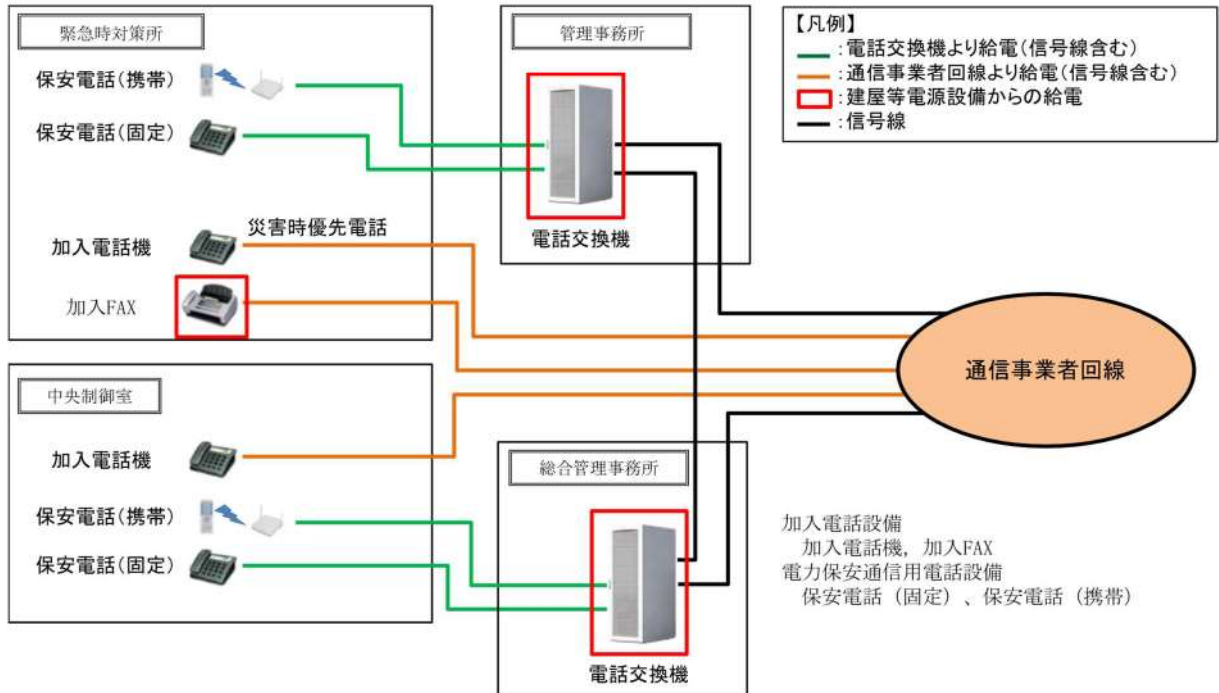 緊急時対策所
保安電話(携帯)
保安電話(固定)
加入電話機
災害時優先電話
加入FAX
管理事務所
電話交換機
【凡例】
:電話交換機より給電(信号線含む)
:通信事業者回線より給電(信号線含む)
:建屋等電源設備からの給電
:信号線
通信事業者回線
中央制御室
加入電話機
保安電話(携帯)
保安電話(固定)
総合管理事務所
電話交換機
加入電話設備
加入電話機，加入FAX
電力保安通信用電話設備
保安電話（固定）、保安電話（携帯）